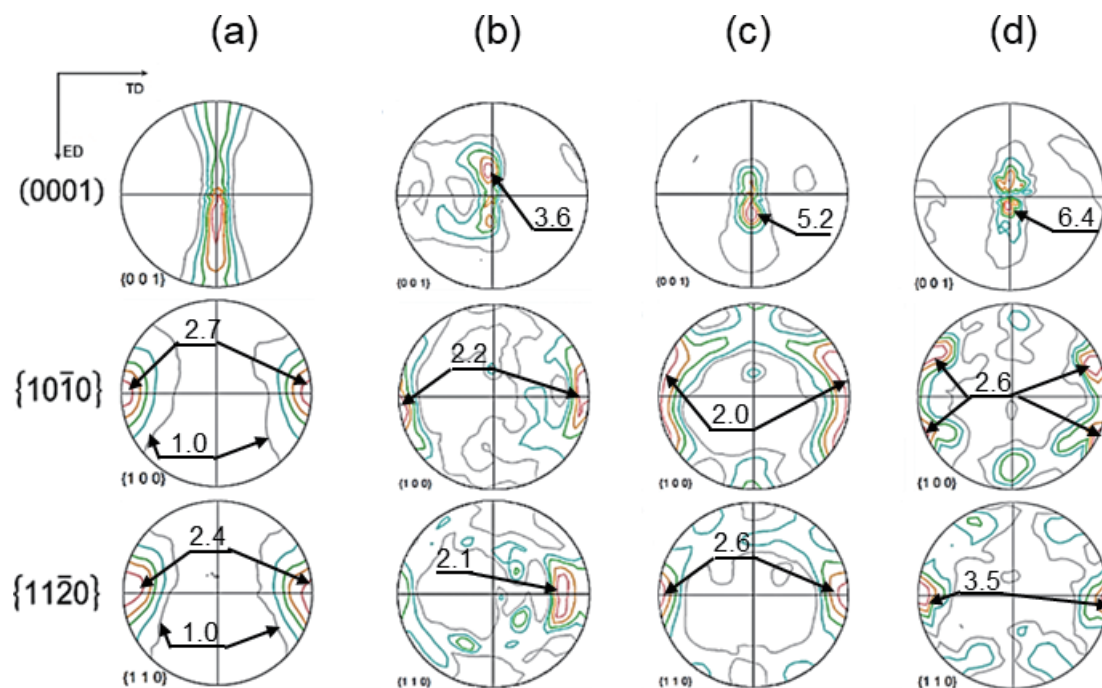 (a) (b) (c) (d)
TD
ED
(0001)
3.6
5.2
6.4
{0 0 1} {0 0 1} {0 0 1} {0 0 1}
2.7
2.2
{101̅0}
2.6
2.0
1.0
{1 0 0} {1 0 0} {1 0 0} {1 0 0}
2.4
2.6
2.1
3.5
{112̅0}
1.0
{1 1 0} {1 1 0} {1 1 0} {1 1 0}